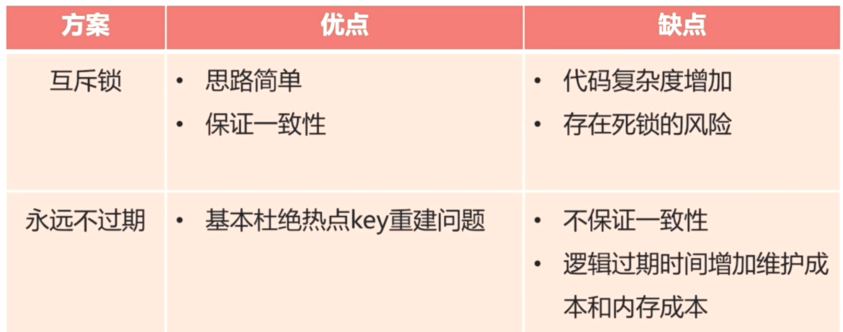 方案 优点 缺点
互斥锁 • 思路简单 • 代码复杂度增加
• 保证一致性 • 存在死锁的风险
永远不过期 • 基本杜绝热点key重建问题 • 不保证一致性
• 逻辑过期时间增加维护成
本和内存成本